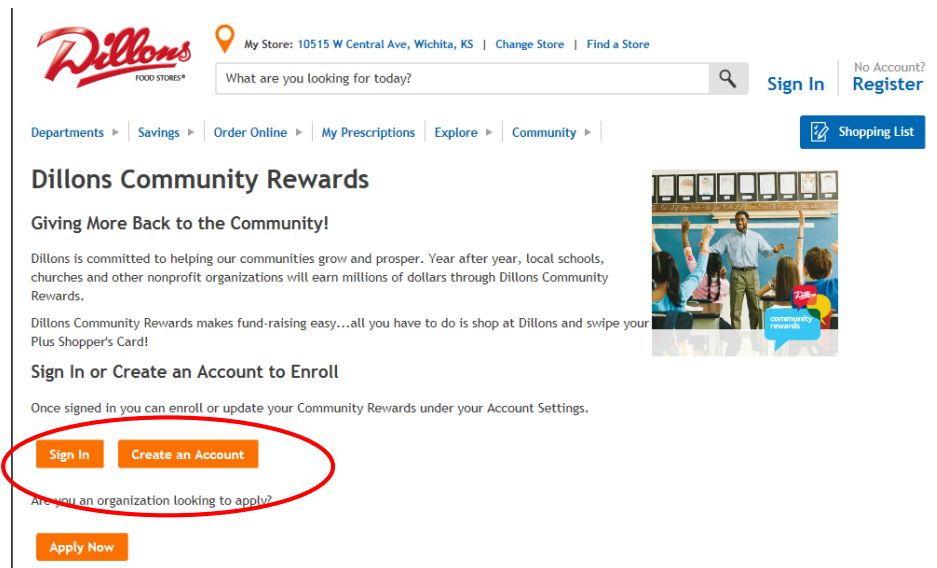 Dillons
FOOD STORES®
My Store: 10515 W Central Ave, Wichita, KS | Change Store | Find a Store
What are you looking for today?
Sign In
No Account?
Register
Departments
Savings
Order Online
My Prescriptions
Explore
Community
Shopping List
Dillons Community Rewards
Giving More Back to the Community!
Dillons is committed to helping our communities grow and prosper. Year after year, local schools,
churches and other nonprofit organizations will earn millions of dollars through Dillons Community
Rewards.
Dillons Community Rewards makes fund-raising easy...all you have to do is shop at Dillons and swipe your
Plus Shopper's Card!
Dillons
community
rewards
Sign In or Create an Account to Enroll
Once signed in you can enroll or update your Community Rewards under your Account Settings.
Sign In
Create an Account
Are you an organization looking to apply?
Apply Now